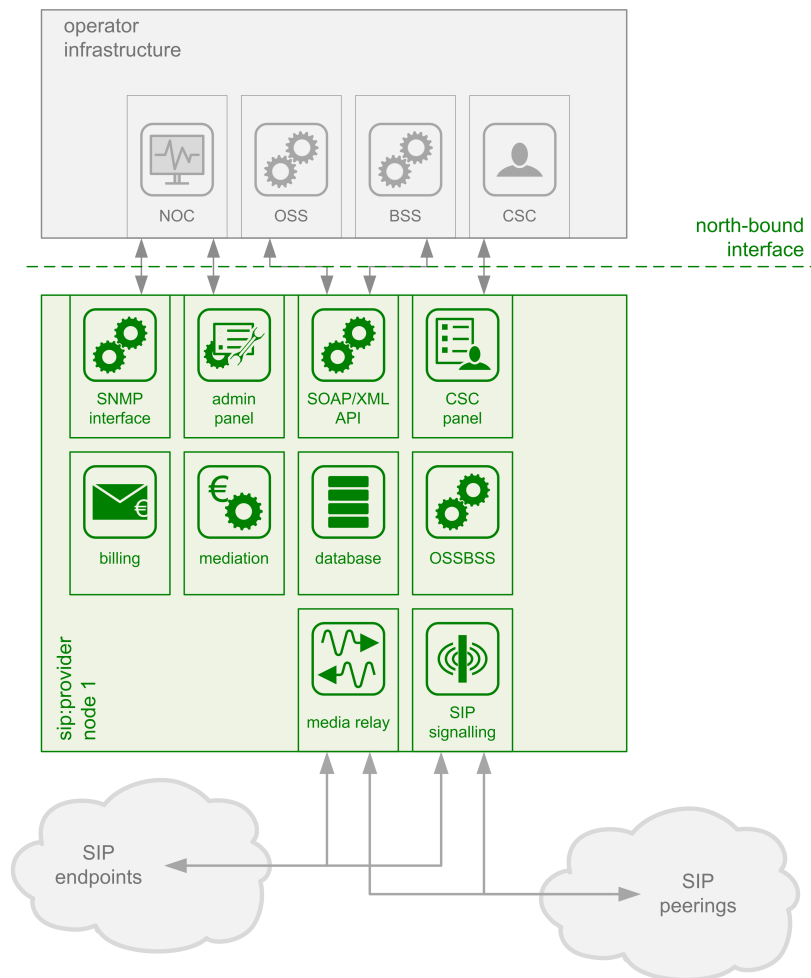 operator
infrastructure
NOC
OSS
BSS
CSC
north-bound
interface
SNMP
interface
admin
panel
SOAP/XML
API
CSC
panel
€
billing
€
mediation
database
OSSBSS
sip:provider
node 1
media relay
SIP
signalling
SIP
endpoints
SIP
peerings